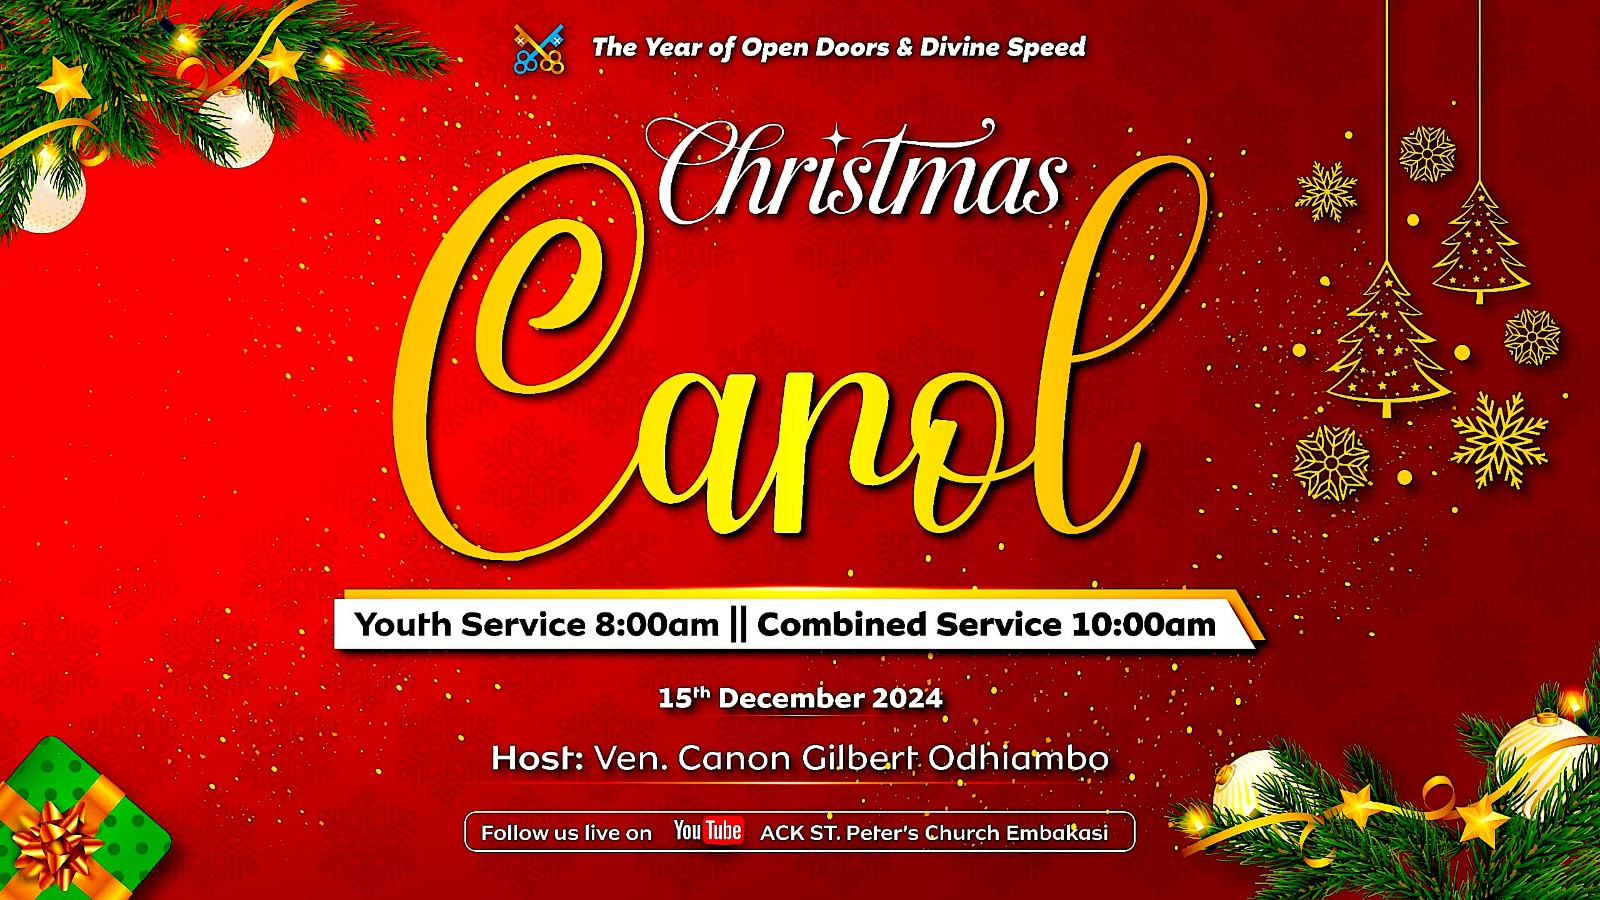 The Year of Open Doors & Divine Speed
Christmas
Carol
Youth Service 8:00am || Combined Service 10:00am
15th December 2024
Host: Ven. Canon Gilbert Odhiambo
Follow us live on YouTube ACK ST. Peter's Church Embakasi